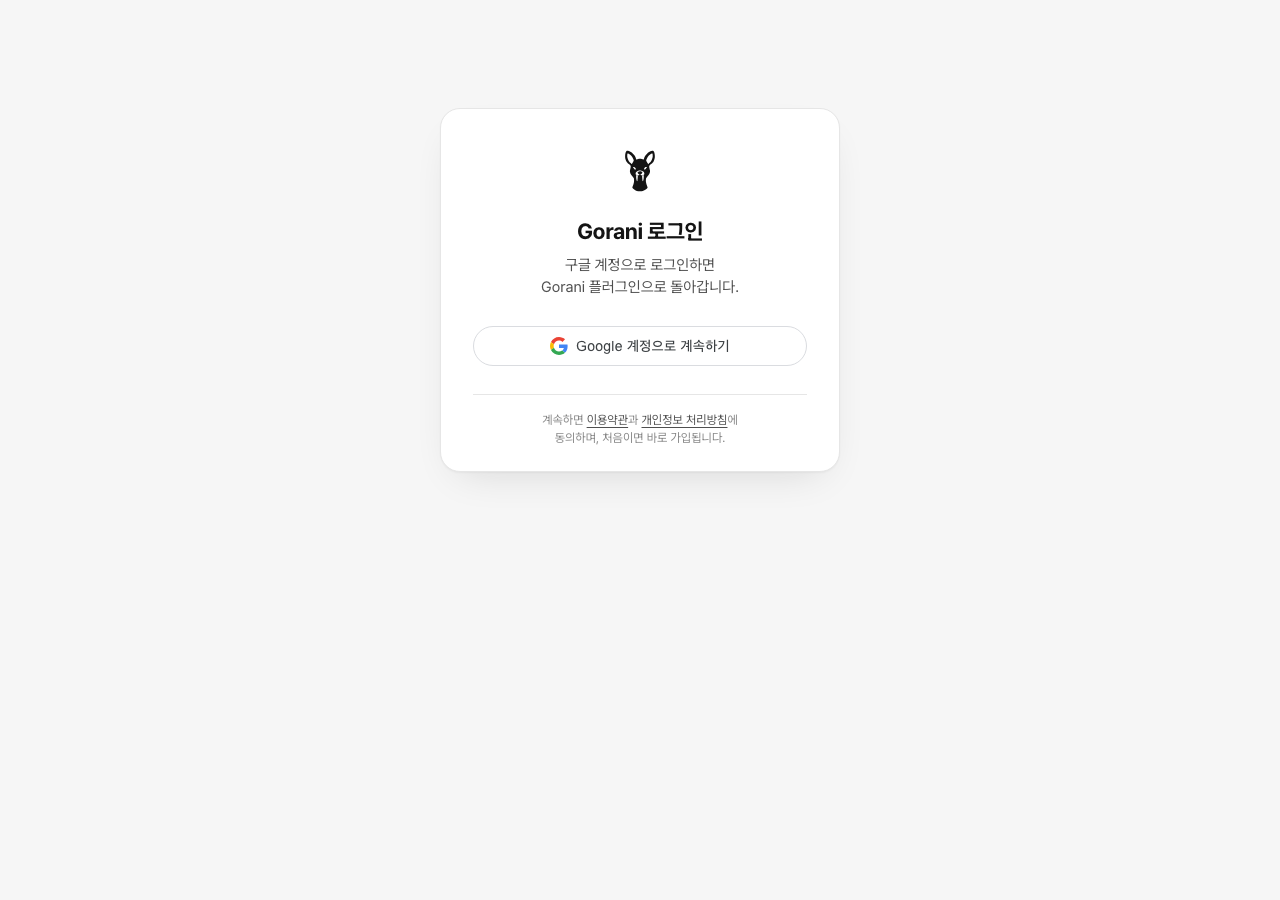 Gorani 로그인
구글 계정으로 로그인하면
Gorani 플러그인으로 돌아갑니다.
Google 계정으로 계속하기
계속하면 이용약관과 개인정보 처리방침에
동의하며, 처음이면 바로 가입됩니다.